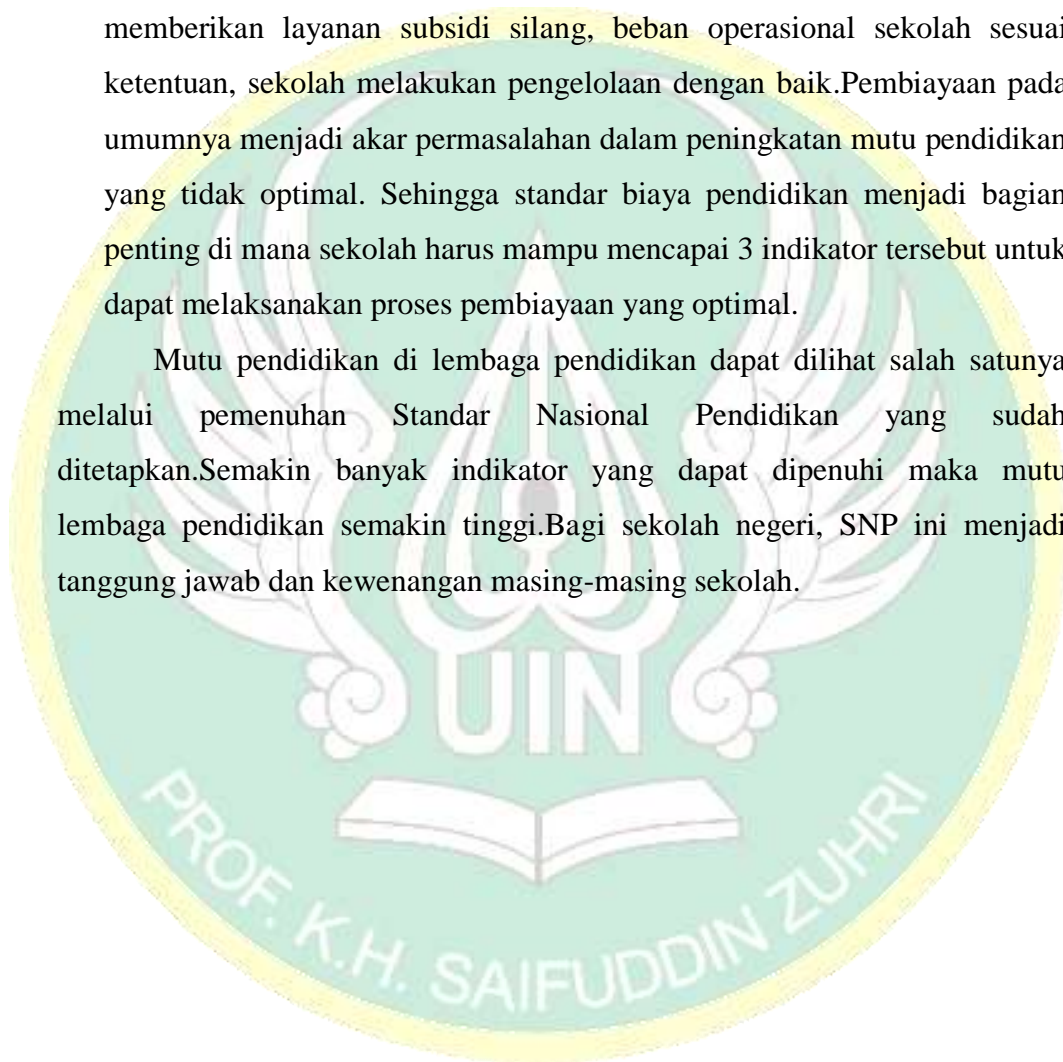 memberikan layanan subsidi silang, beban operasional sekolah sesuai
ketentuan, sekolah melakukan pengelolaan dengan baik.Pembiayaan pada
umumnya menjadi akar permasalahan dalam peningkatan mutu pendidikan
yang tidak optimal. Sehingga standar biaya pendidikan menjadi bagian
penting di mana sekolah harus mampu mencapai 3 indikator tersebut untuk
dapat melaksanakan proses pembiayaan yang optimal.
Mutu pendidikan di lembaga pendidikan dapat dilihat salah satunya
melalui pemenuhan Standar Nasional Pendidikan yang sudah
ditetapkan.Semakin banyak indikator yang dapat dipenuhi maka mutu
lembaga pendidikan semakin tinggi.Bagi sekolah negeri, SNP ini menjadi
tanggung jawab dan kewenangan masing-masing sekolah.
UIN
PROF. K.H. SAIFUDDIN ZUHRI